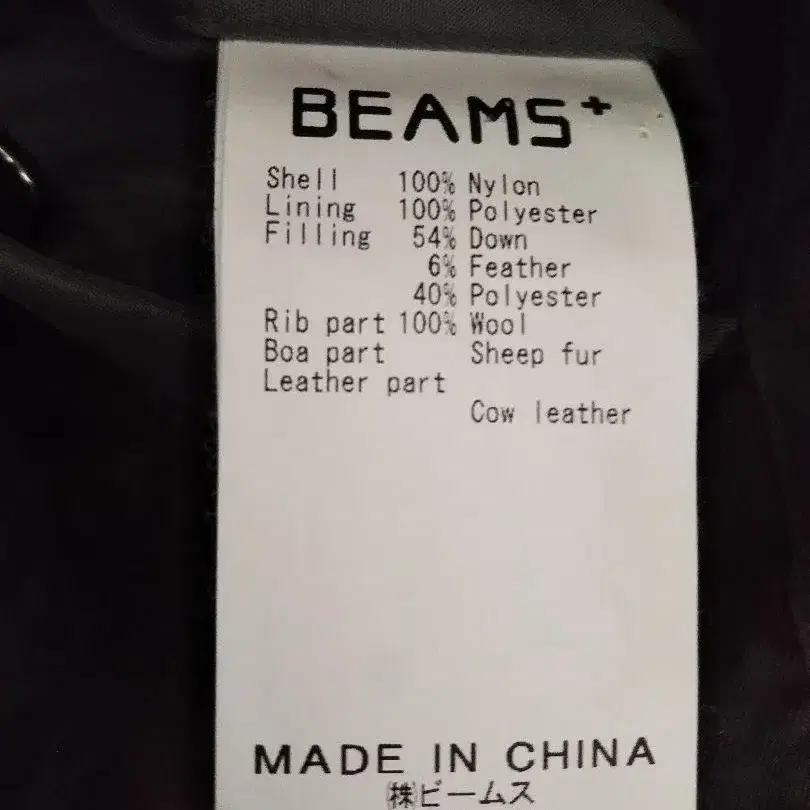 BEAMS+
Shell 100% Nylon
Lining 100% Polyester
Filling 54% Down
6% Feather
40% Polyester
Rib part 100% Wool
Boa part Sheep fur
Leather part
Cow leather
MADE IN CHINA
㈱ビームス